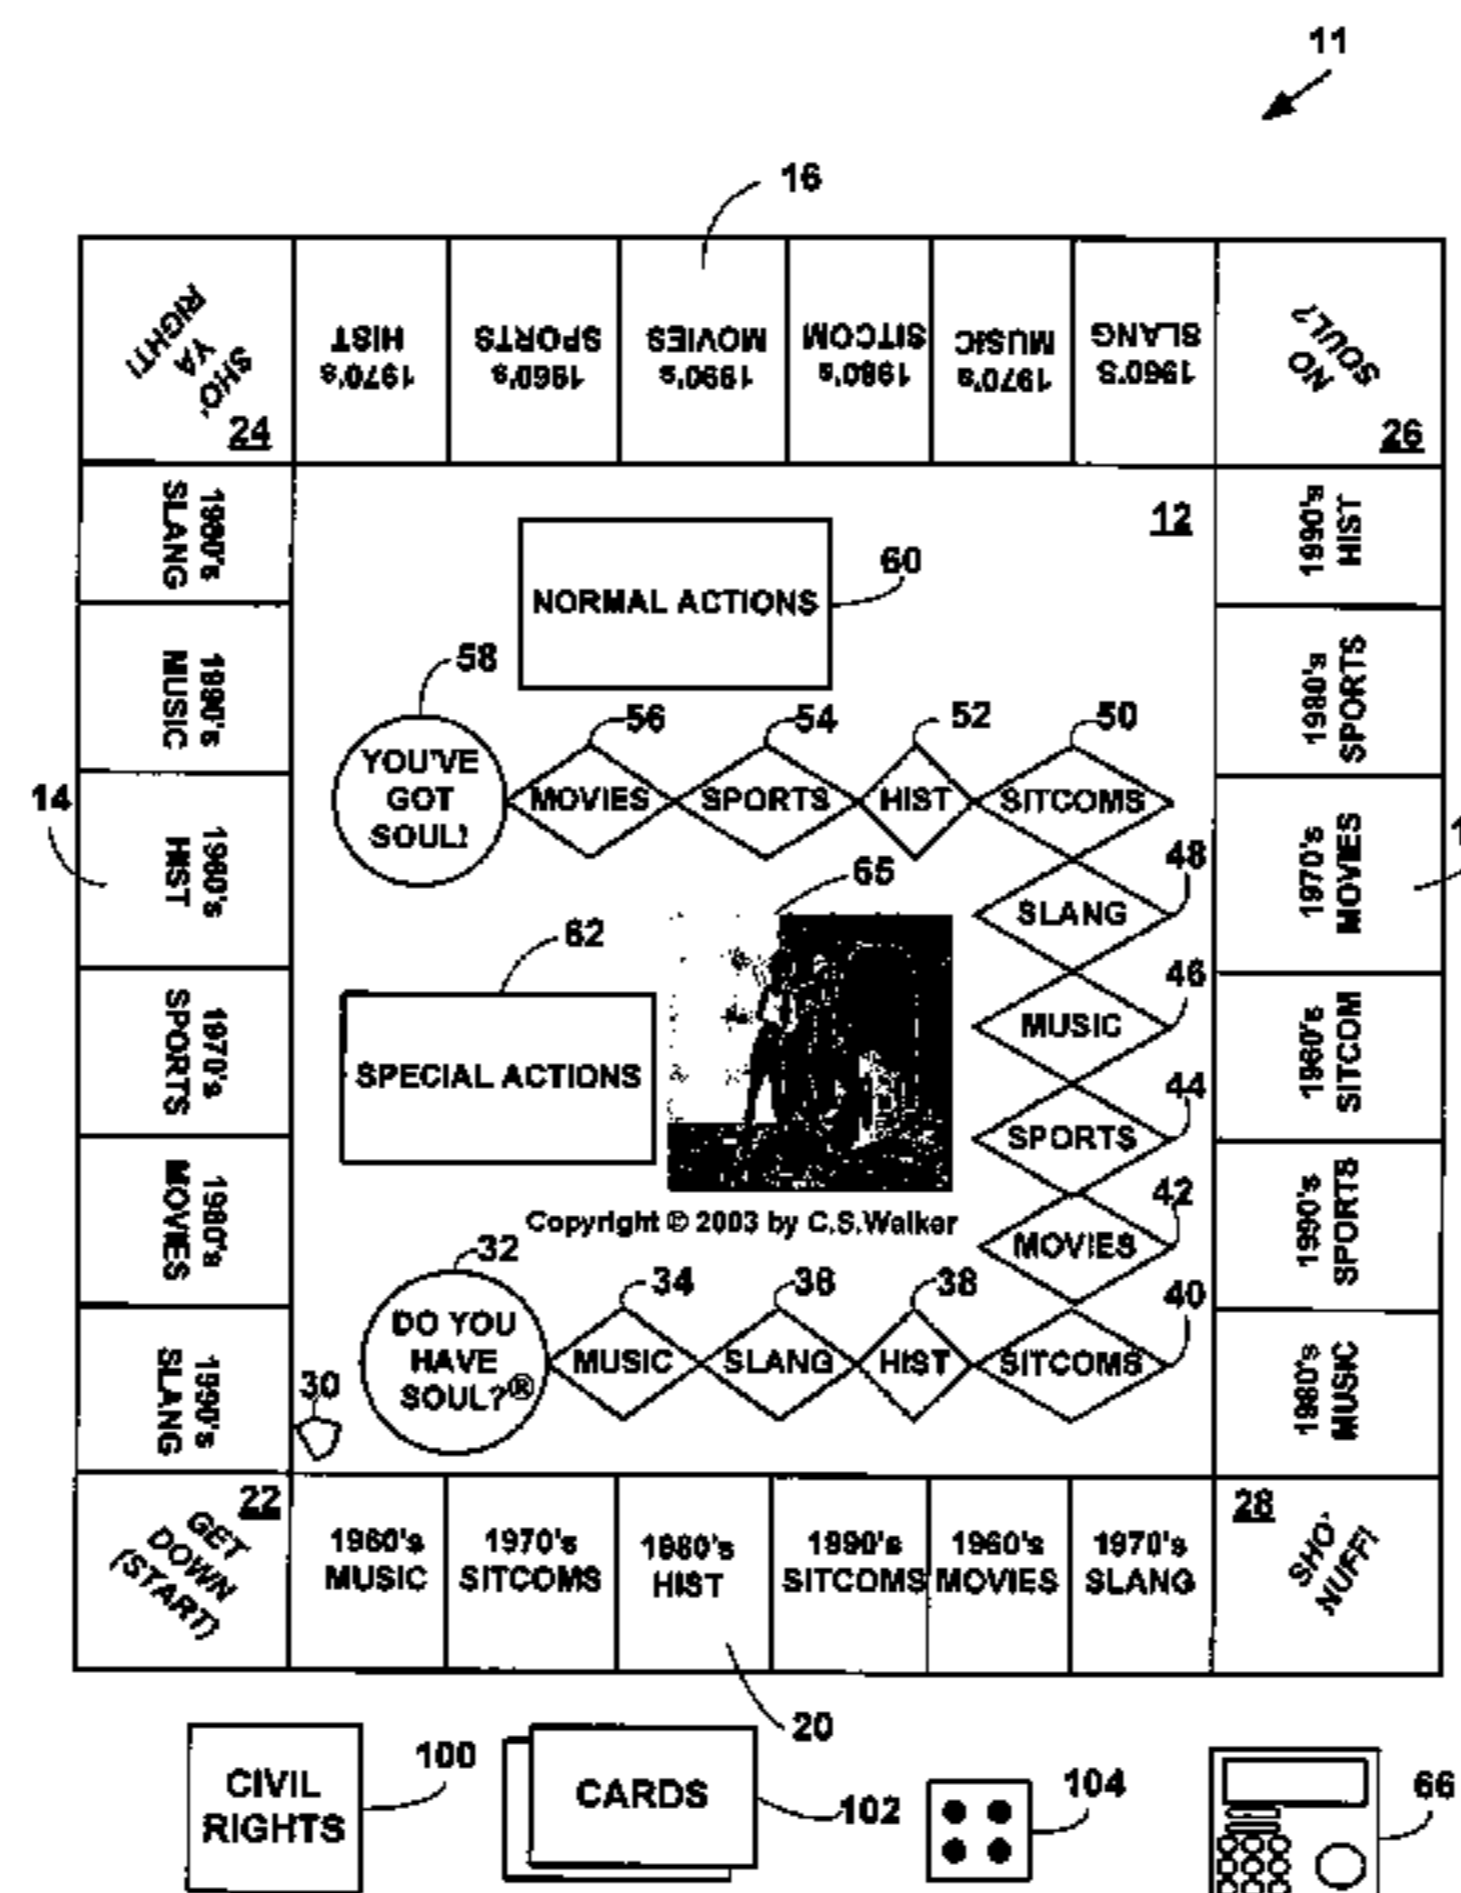 11
16
SHO'
YA
RIGHT!
24
1970's
HIST
1960's
SPORTS
1990's
MOVIES
1980's
SITCOM
1970's
MUSIC
1960'S
SLANG
NO
SOUL?
26
1980's
SLANG
1990's
MUSIC
14
1960's
HIST
1970's
SPORTS
1980's
MOVIES
1990's
SLANG
12
NORMAL ACTIONS
60
58
YOU'VE
GOT
SOUL!
56
MOVIES
54
SPORTS
52
HIST
50
SITCOMS
48
SLANG
65
62
SPECIAL ACTIONS
46
MUSIC
44
SPORTS
42
MOVIES
Copyright © 2003 by C.S.Walker
32
DO YOU
HAVE
SOUL?®
34
MUSIC
36
SLANG
38
HIST
40
SITCOMS
30
1990's
HIST
1980's
SPORTS
1970's
MOVIES
1960's
SITCOM
1990's
SPORTS
1980's
MUSIC
22
GET
DOWN
(START)
1960's
MUSIC
1970's
SITCOMS
1980's
HIST
1990's
SITCOMS
1960's
MOVIES
1970's
SLANG
28
SHO'
NUFF!
20
CIVIL
RIGHTS
100
CARDS
102
104
66